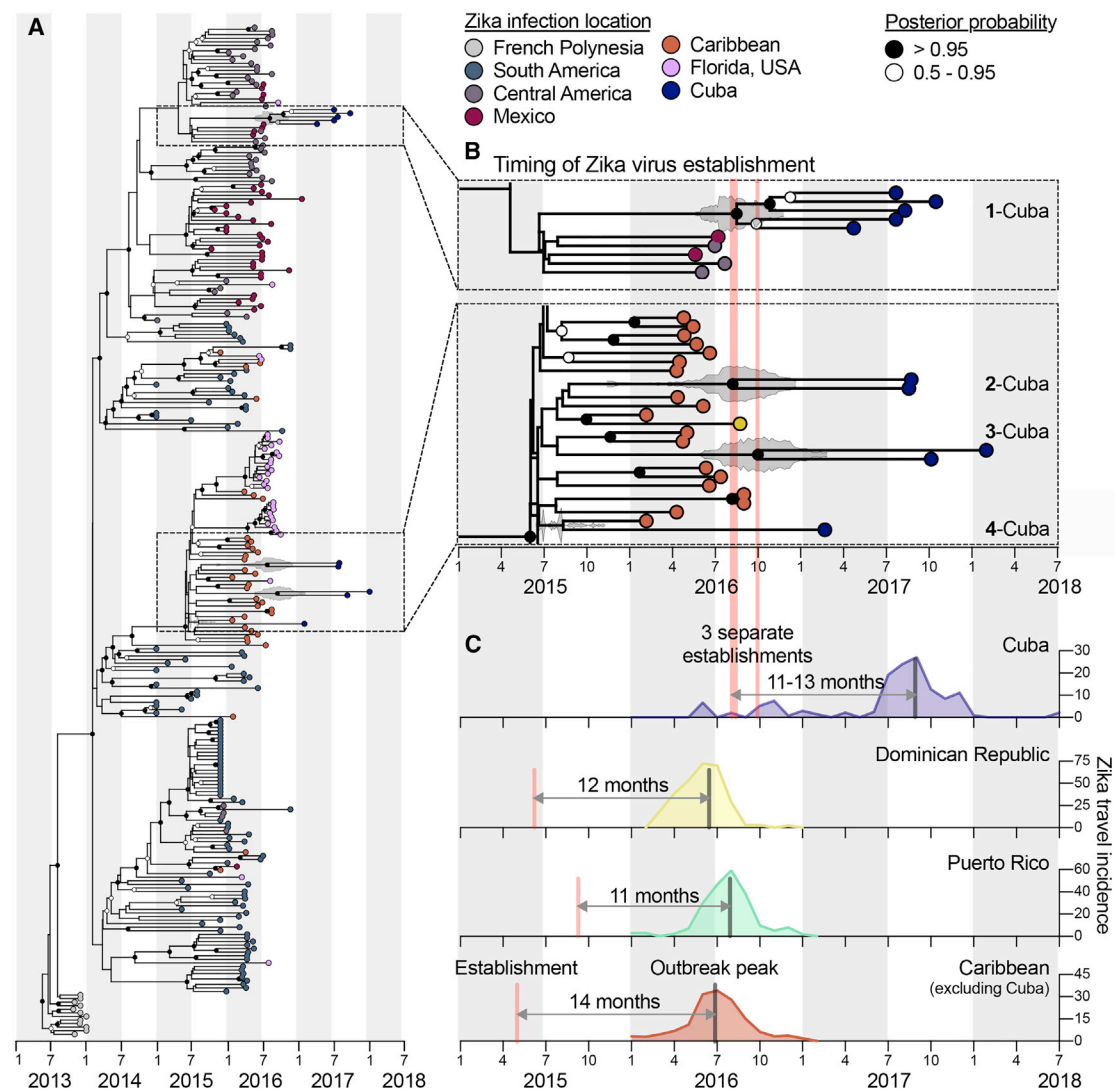 A
Zika infection location
French Polynesia
South America
Central America
Mexico
Caribbean
Florida, USA
Cuba
Posterior probability
> 0.95
0.5 - 0.95
B
Timing of Zika virus establishment
1-Cuba
2-Cuba
3-Cuba
4-Cuba
1 4 7 10 1 4 7 10 1 4 7 10 1 4 7
2015 2016 2017 2018
C
3 separate
establishments
11-13 months
Cuba
30
20
10
0
Dominican Republic
12 months
75
50
25
0
Puerto Rico
11 months
60
40
20
0
Establishment
Outbreak peak
Caribbean
(excluding Cuba)
14 months
45
30
15
0
Zika travel incidence
1 7 1 7 1 7 1 7 1 7 1 7
2013 2014 2015 2016 2017 2018
1 4 7 10 1 4 7 10 1 4 7 10 1 4 7
2015 2016 2017 2018